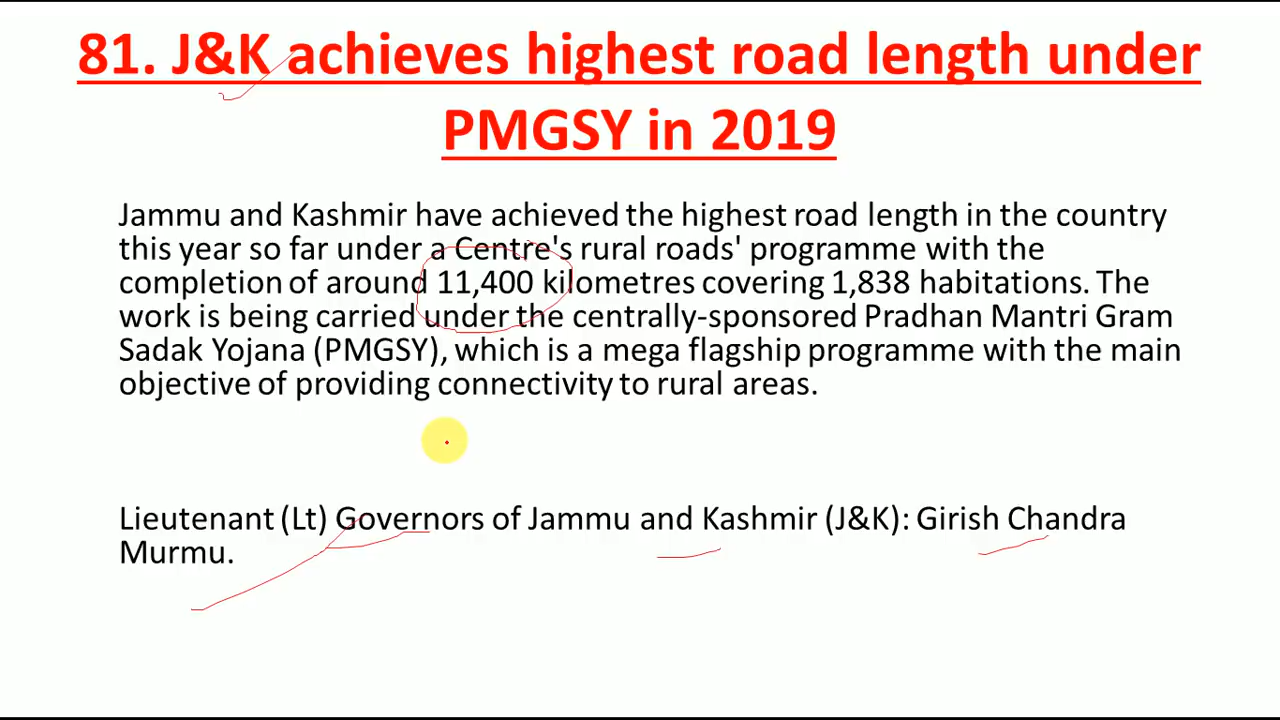 81. J&K achieves highest road length under
PMGSY in 2019
Jammu and Kashmir have achieved the highest road length in the country
this year so far under a Centre's rural roads' programme with the
completion of around 11,400 kilometres covering 1,838 habitations. The
work is being carried under the centrally-sponsored Pradhan Mantri Gram
Sadak Yojana (PMGSY), which is a mega flagship programme with the main
objective of providing connectivity to rural areas.
Lieutenant (Lt) Governors of Jammu and Kashmir (J&K): Girish Chandra
Murmu.